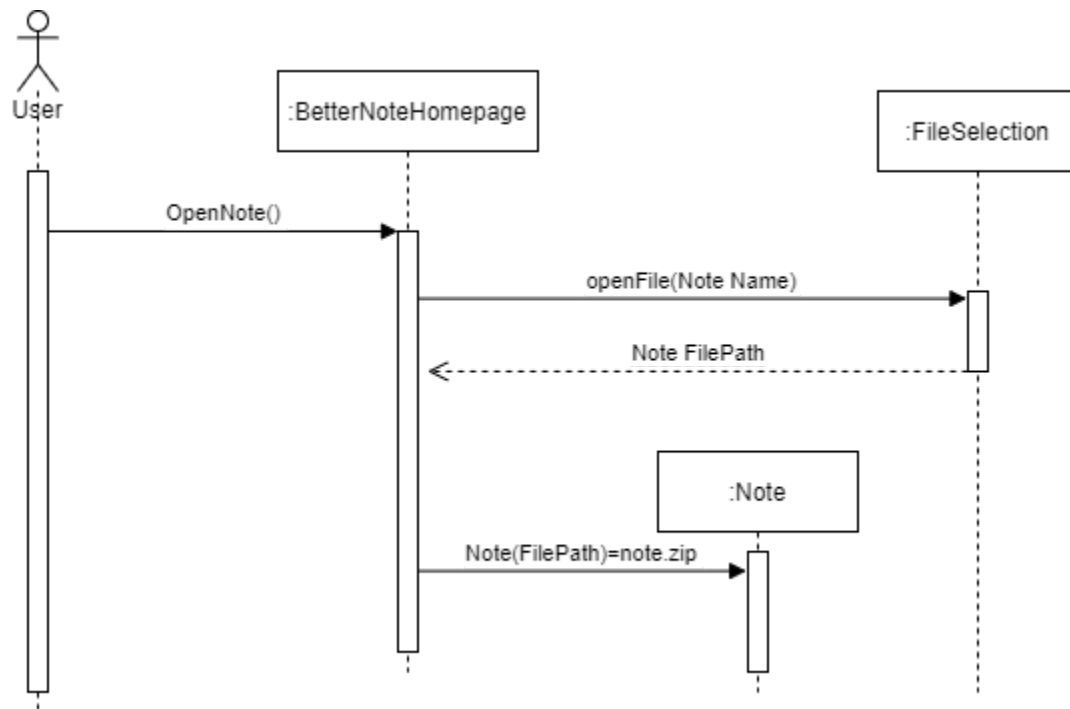 User
:BetterNoteHomepage
:FileSelection
OpenNote()
openFile(Note Name)
Note FilePath
:Note
Note(FilePath)=note.zip